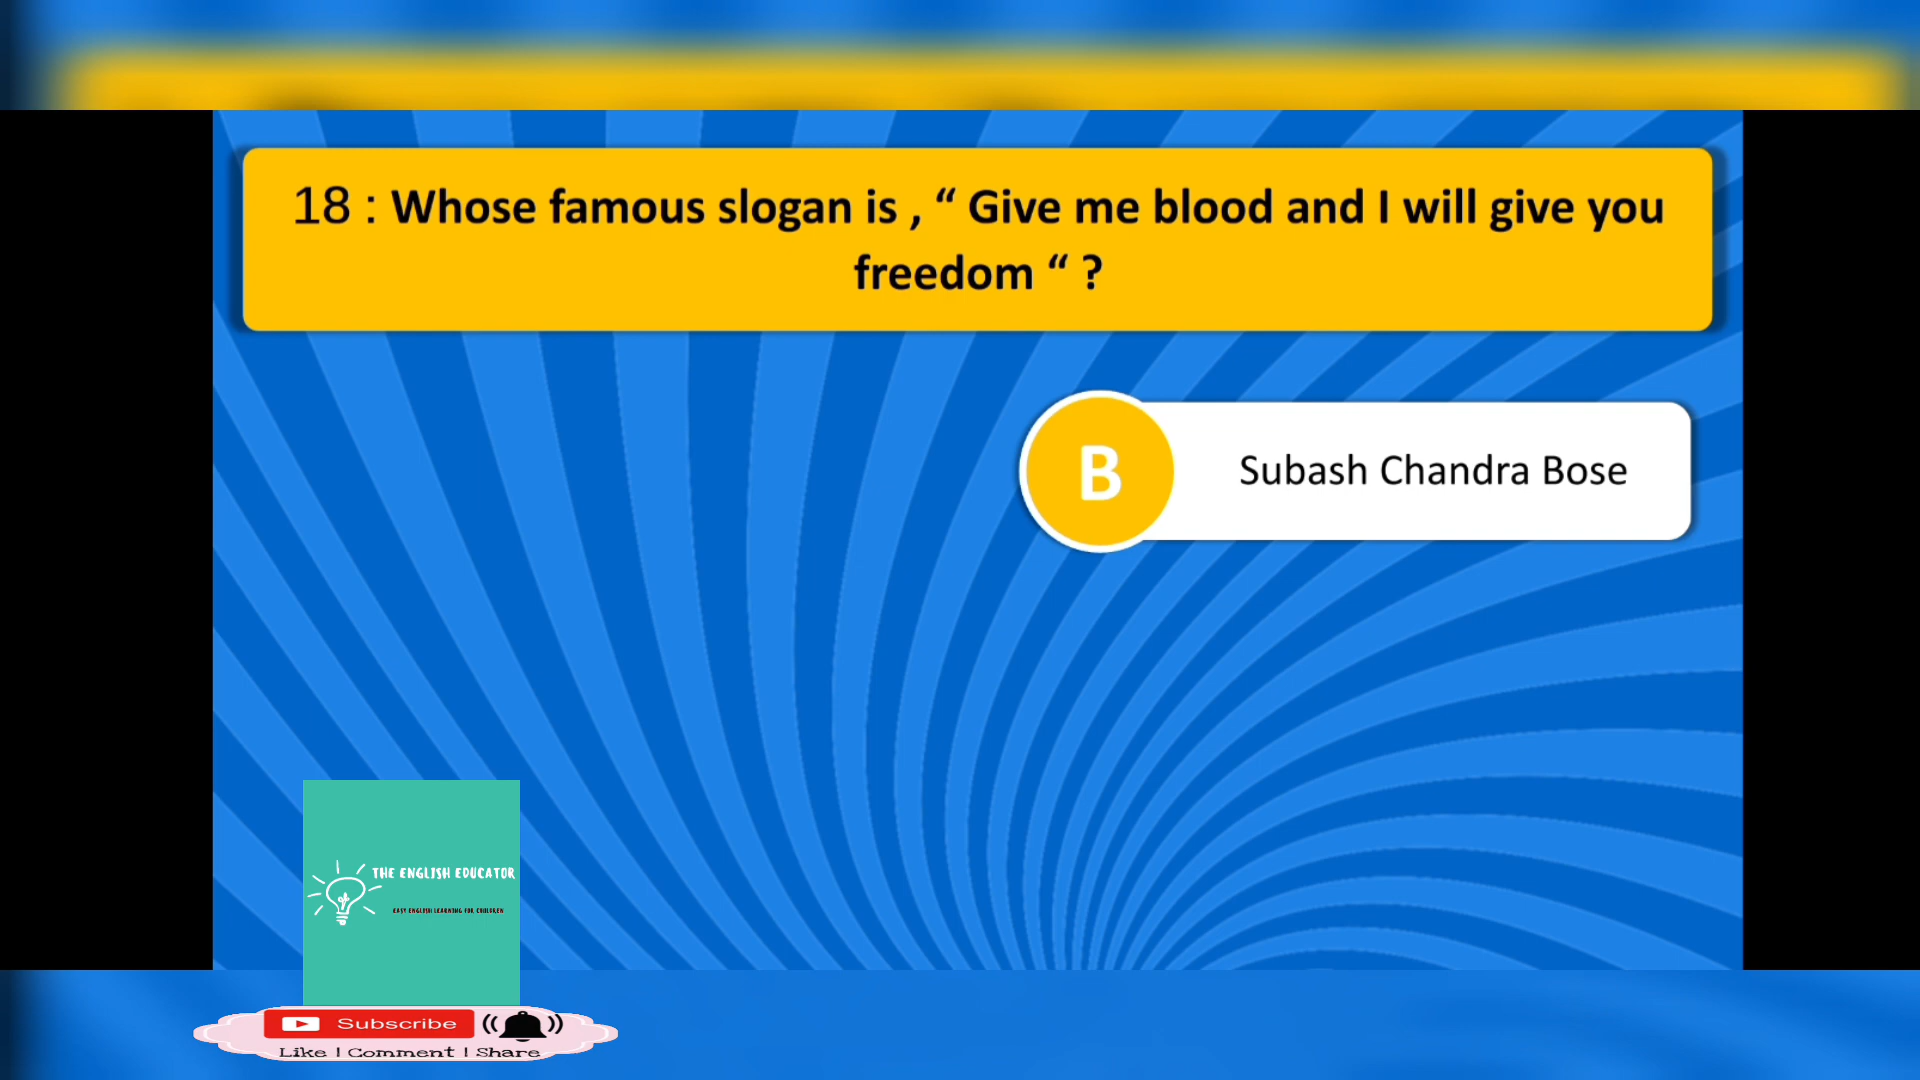 18 : Whose famous slogan is , “ Give me blood and I will give you
freedom “ ?
B
Subash Chandra Bose
THE ENGLISH EDUCATOR
EASY ENGLISH LEARNING FOR CHILDREN
Subscribe
Like | Comment | Share